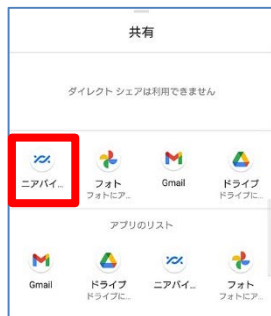 共有
ダイレクト シェアは利用できません
ニアバイ... フォト Gmail ドライブ
フォトにア... ドライブに...
アプリのリスト
Gmail ドライブ ニアバイ... フォト
ドライブに... フォトにア...